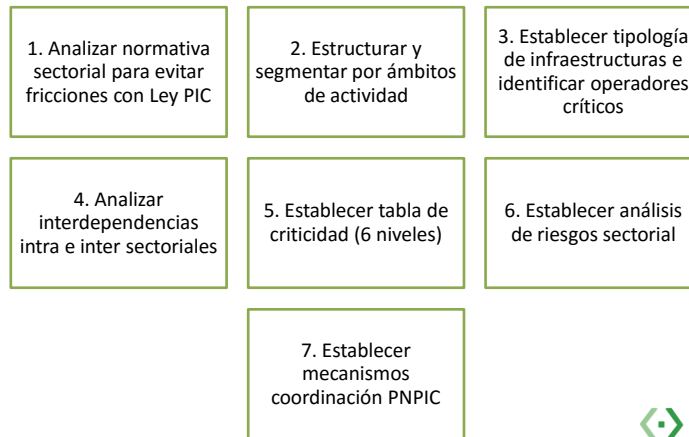 1. Analizar normativa
sectorial para evitar
fricciones con Ley PIC
2. Estructurar y
segmentar por ámbitos
de actividad
3. Establecer tipología
de infraestructuras e
identificar operadores
críticos
4. Analizar
interdependencias
intra e inter sectoriales
5. Establecer tabla de
criticidad (6 niveles)
6. Establecer análisis
de riesgos sectorial
7. Establecer
mecanismos
coordinación PNPIC